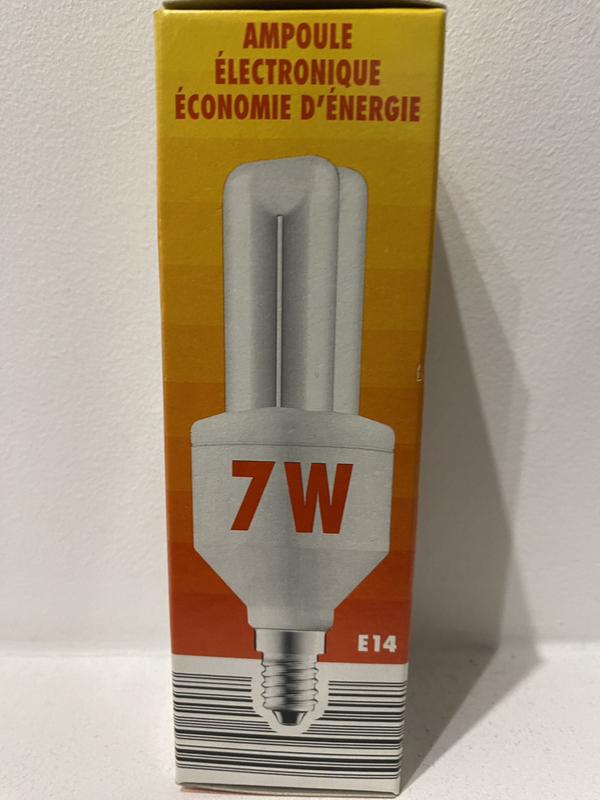 AMPOULE
ÉLECTRONIQUE
ÉCONOMIE D'ÉNERGIE
7W
E14